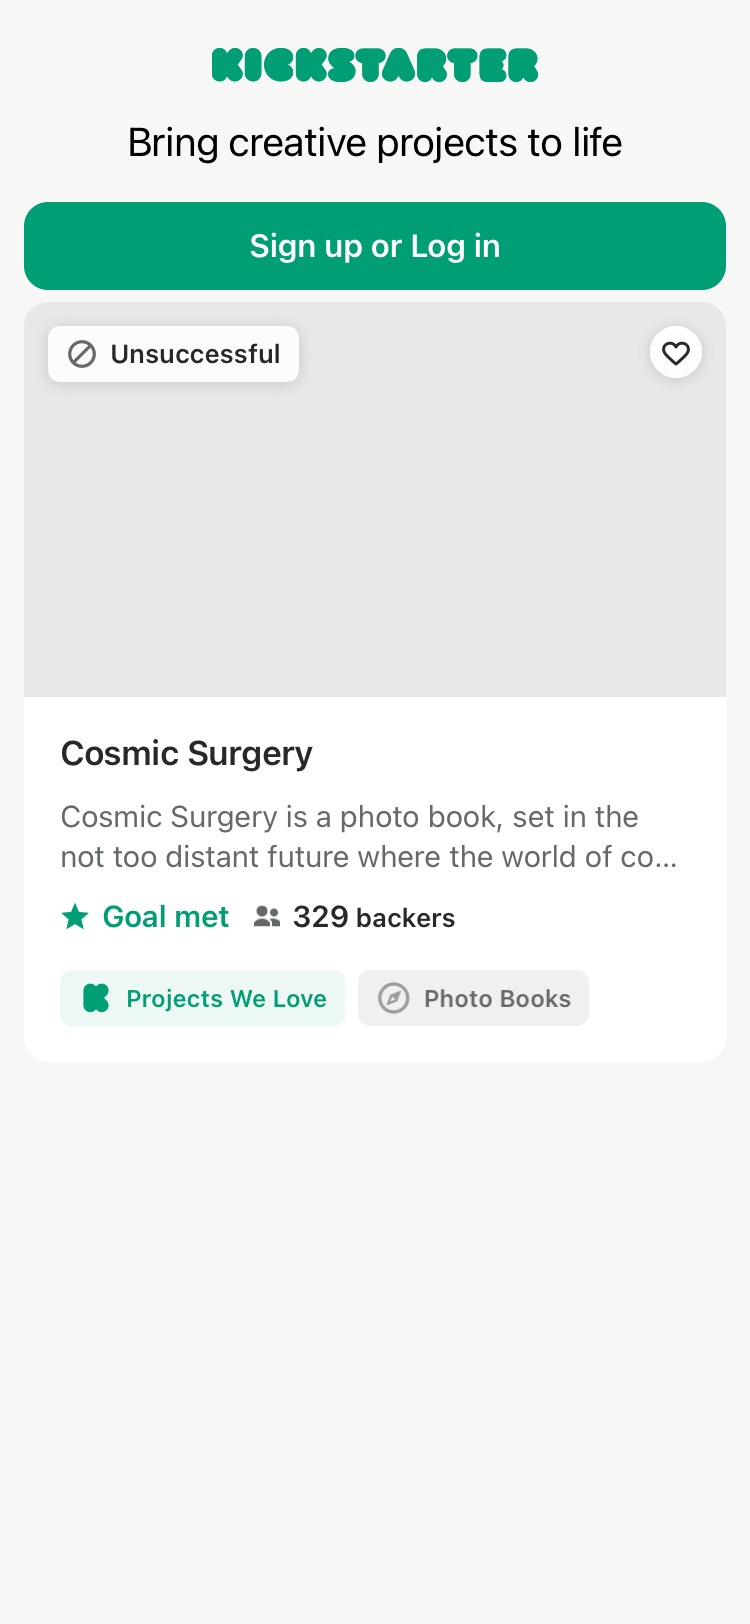 KICKSTARTER
Bring creative projects to life
Sign up or Log in
Unsuccessful
Cosmic Surgery
Cosmic Surgery is a photo book, set in the
not too distant future where the world of co...
Goal met 329 backers
Projects We Love Photo Books